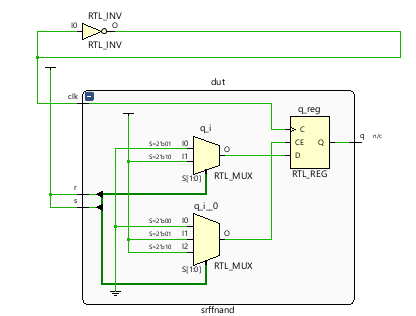 RTL_INV
I0
O
RTL_INV
dut
clk
q_i
q_reg
S=2'b01
I0
S=2'b10
I1
O
S[1:0]
RTL_MUX
C
CE
Q
D
RTL_REG
q
n/c
r
s
q_i__0
S=2'b00
I0
S=2'b01
I1
S=2'b10
I2
O
S[1:0]
RTL_MUX
srffnand